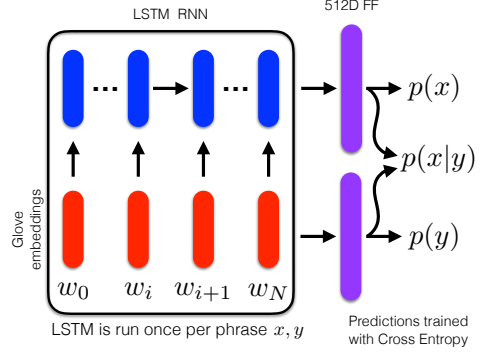 LSTM RNN
512D FF
... ...
p(x)
p(x|y)
p(y)
Glove
embeddings
w_0 w_i w_{i+1} w_N
LSTM is run once per phrase x, y
Predictions trained
with Cross Entropy